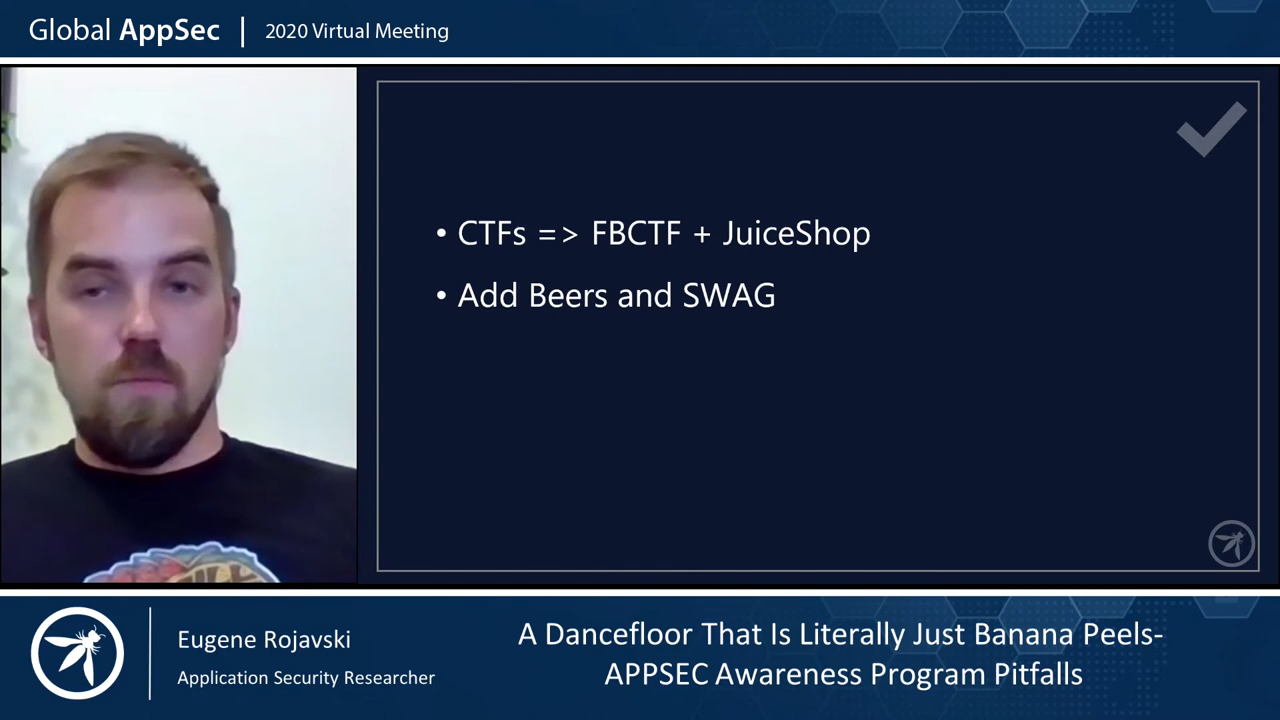 Global AppSec | 2020 Virtual Meeting
• CTFs => FBCTF + JuiceShop
• Add Beers and SWAG
Eugene Rojavski
Application Security Researcher
A Dancefloor That Is Literally Just Banana Peels-
APPSEC Awareness Program Pitfalls